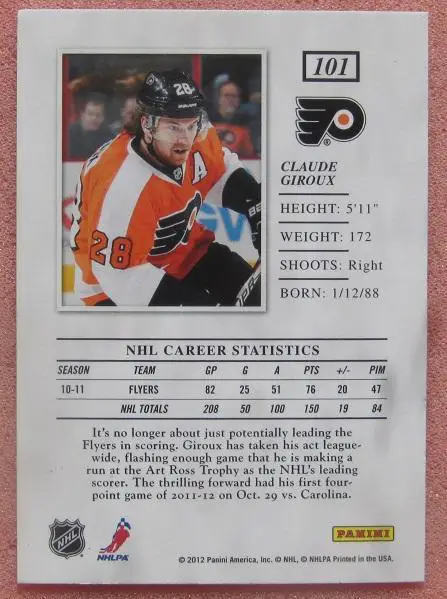 101
28
A
28
GV
®
CLAUDE
GIROUX
HEIGHT: 5'11"
WEIGHT: 172
SHOOTS: Right
BORN: 1/12/88
NHL CAREER STATISTICS
SEASON TEAM GP G A PTS +/- PIM
10-11 FLYERS 82 25 51 76 20 47
NHL TOTALS 208 50 100 150 19 84
It's no longer about just potentially leading the
Flyers in scoring. Giroux has taken his act league-
wide, flashing enough game that he is making a
run at the Art Ross Trophy as the NHL's leading
scorer. The thrilling forward had his first four-
point game of 2011-12 on Oct. 29 vs. Carolina.
NHL
NHLPA
PANINI
© 2012 Panini America, Inc. © NHL, © NHLPA Printed in the USA.